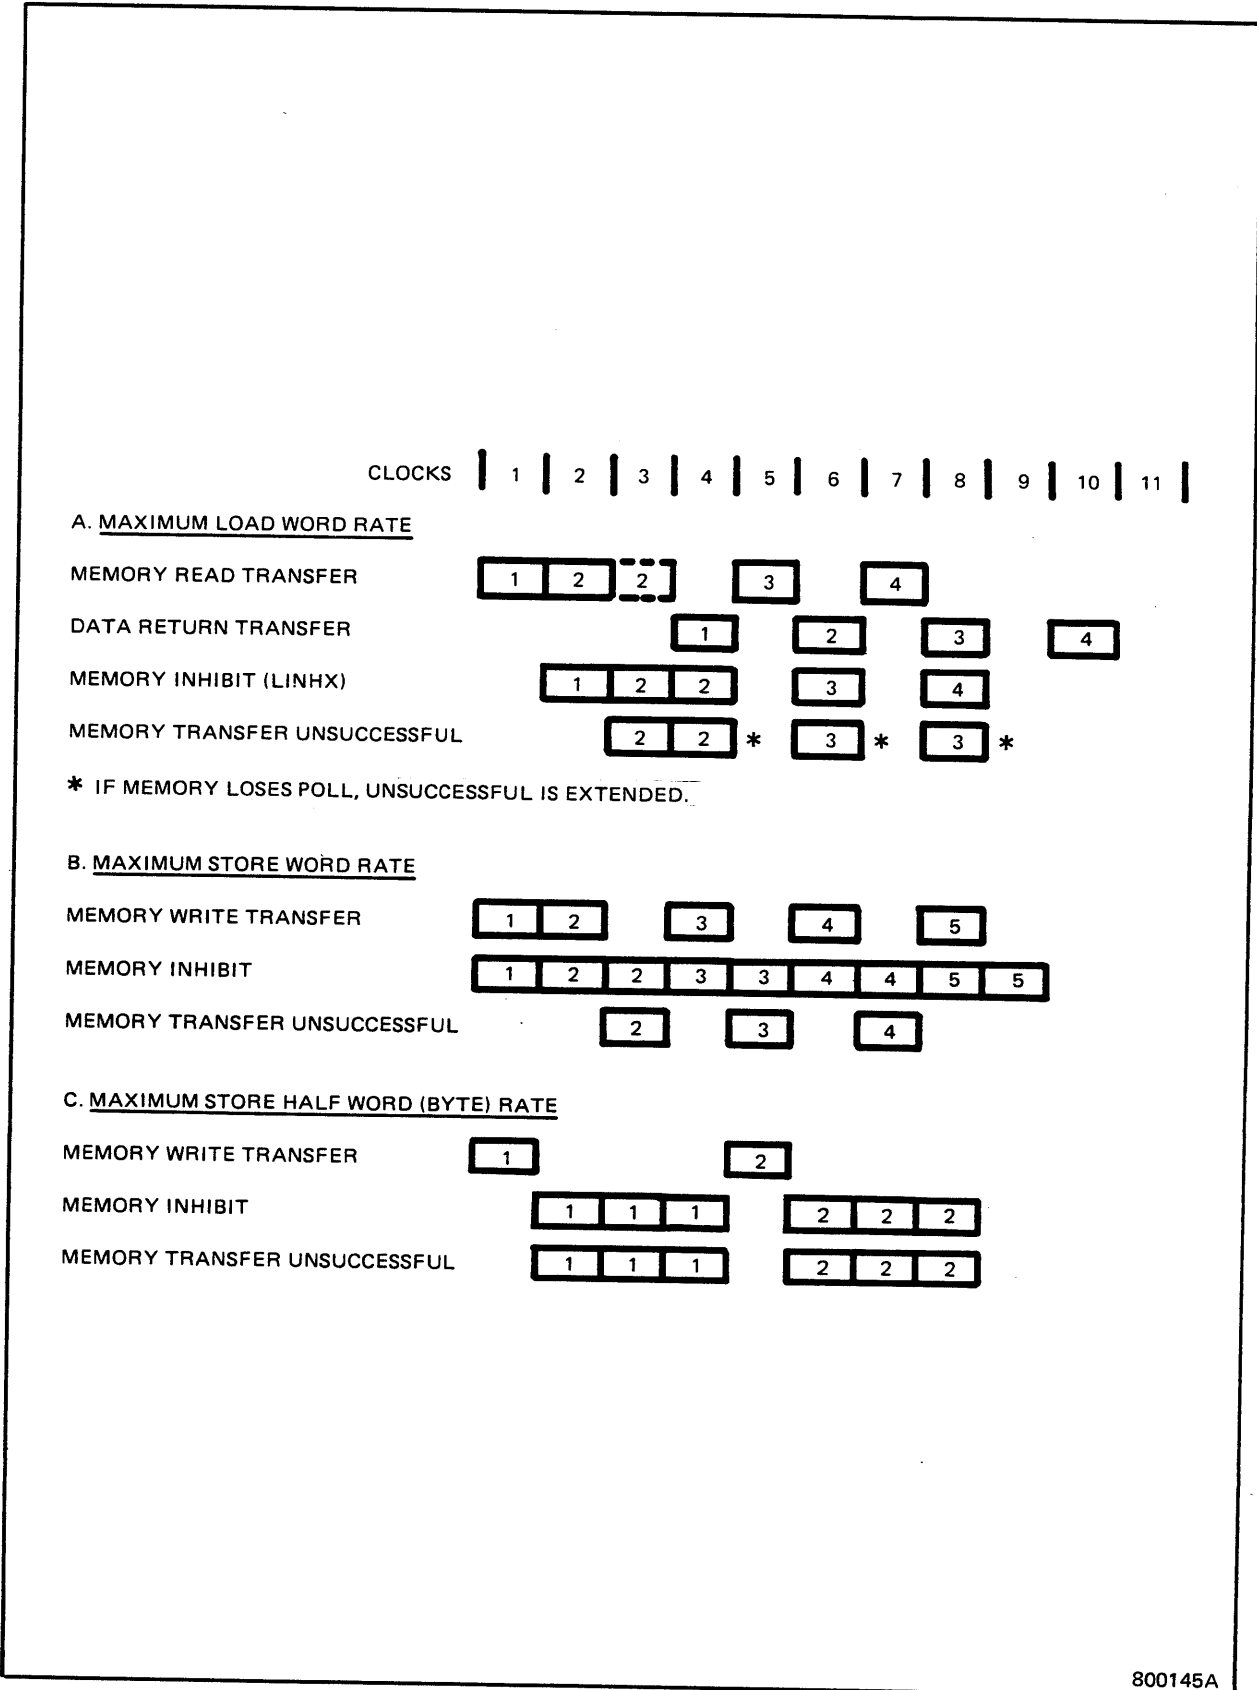 CLOCKS 1 2 3 4 5 6 7 8 9 10 11
A. MAXIMUM LOAD WORD RATE
MEMORY READ TRANSFER 1 2 2 3 4
DATA RETURN TRANSFER 1 2 3 4
MEMORY INHIBIT (LINHX) 1 2 2 3 4
MEMORY TRANSFER UNSUCCESSFUL 2 2 * 3 * 3 *
* IF MEMORY LOSES POLL, UNSUCCESSFUL IS EXTENDED.
B. MAXIMUM STORE WORD RATE
MEMORY WRITE TRANSFER 1 2 3 4 5
MEMORY INHIBIT 1 2 2 3 3 4 4 5 5
MEMORY TRANSFER UNSUCCESSFUL 2 3 4
C. MAXIMUM STORE HALF WORD (BYTE) RATE
MEMORY WRITE TRANSFER 1 2
MEMORY INHIBIT 1 1 1 2 2 2
MEMORY TRANSFER UNSUCCESSFUL 1 1 1 2 2 2
800145A